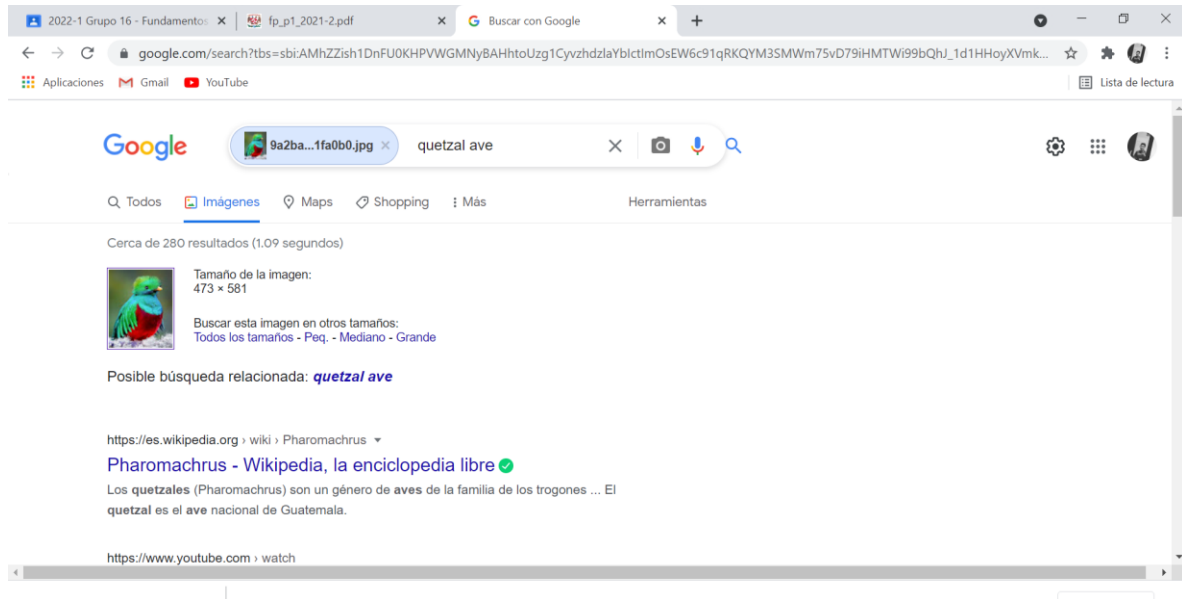 2022-1 Grupo 16 - Fundamentos
fp_p1_2021-2.pdf
Buscar con Google
google.com/search?tbs=sbi:AMhZZish1DnFU0KHPVWGMNyBAHhtoUzg1CyvzhdzlaYbIctImOsEW6c91qRKQYM3SMWm75vD79iHMTWi99bQhJ_1d1HHoyXVmk...
Aplicaciones Gmail YouTube Lista de lectura
Google 9a2ba...1fa0b0.jpg quetzal ave
Todos Imágenes Maps Shopping Más Herramientas
Cerca de 280 resultados (1.09 segundos)
Tamaño de la imagen:
473 × 581
Buscar esta imagen en otros tamaños:
Todos los tamaños - Peq. - Mediano - Grande
Posible búsqueda relacionada: quetzal ave
https://es.wikipedia.org › wiki › Pharomachrus
Pharomachrus - Wikipedia, la enciclopedia libre
Los quetzales (Pharomachrus) son un género de aves de la familia de los trogones ... El
quetzal es el ave nacional de Guatemala.
https://www.youtube.com › watch